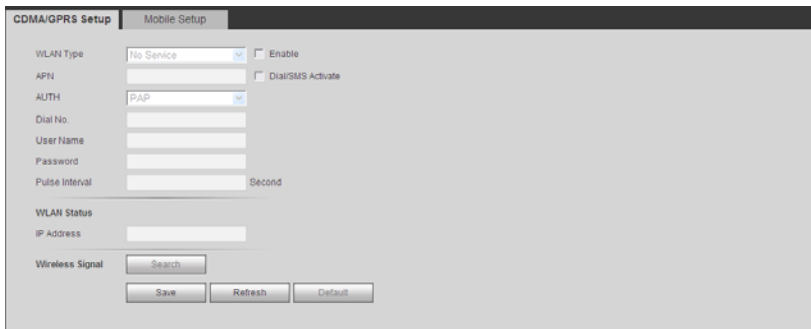 CDMA/GPRS Setup Mobile Setup
WLAN Type No Service Enable
APN Dial/SMS Activate
AUTH PAP
Dial No.
User Name
Password
Pulse Interval Second
WLAN Status
IP Address
Wireless Signal Search
Save Refresh Default